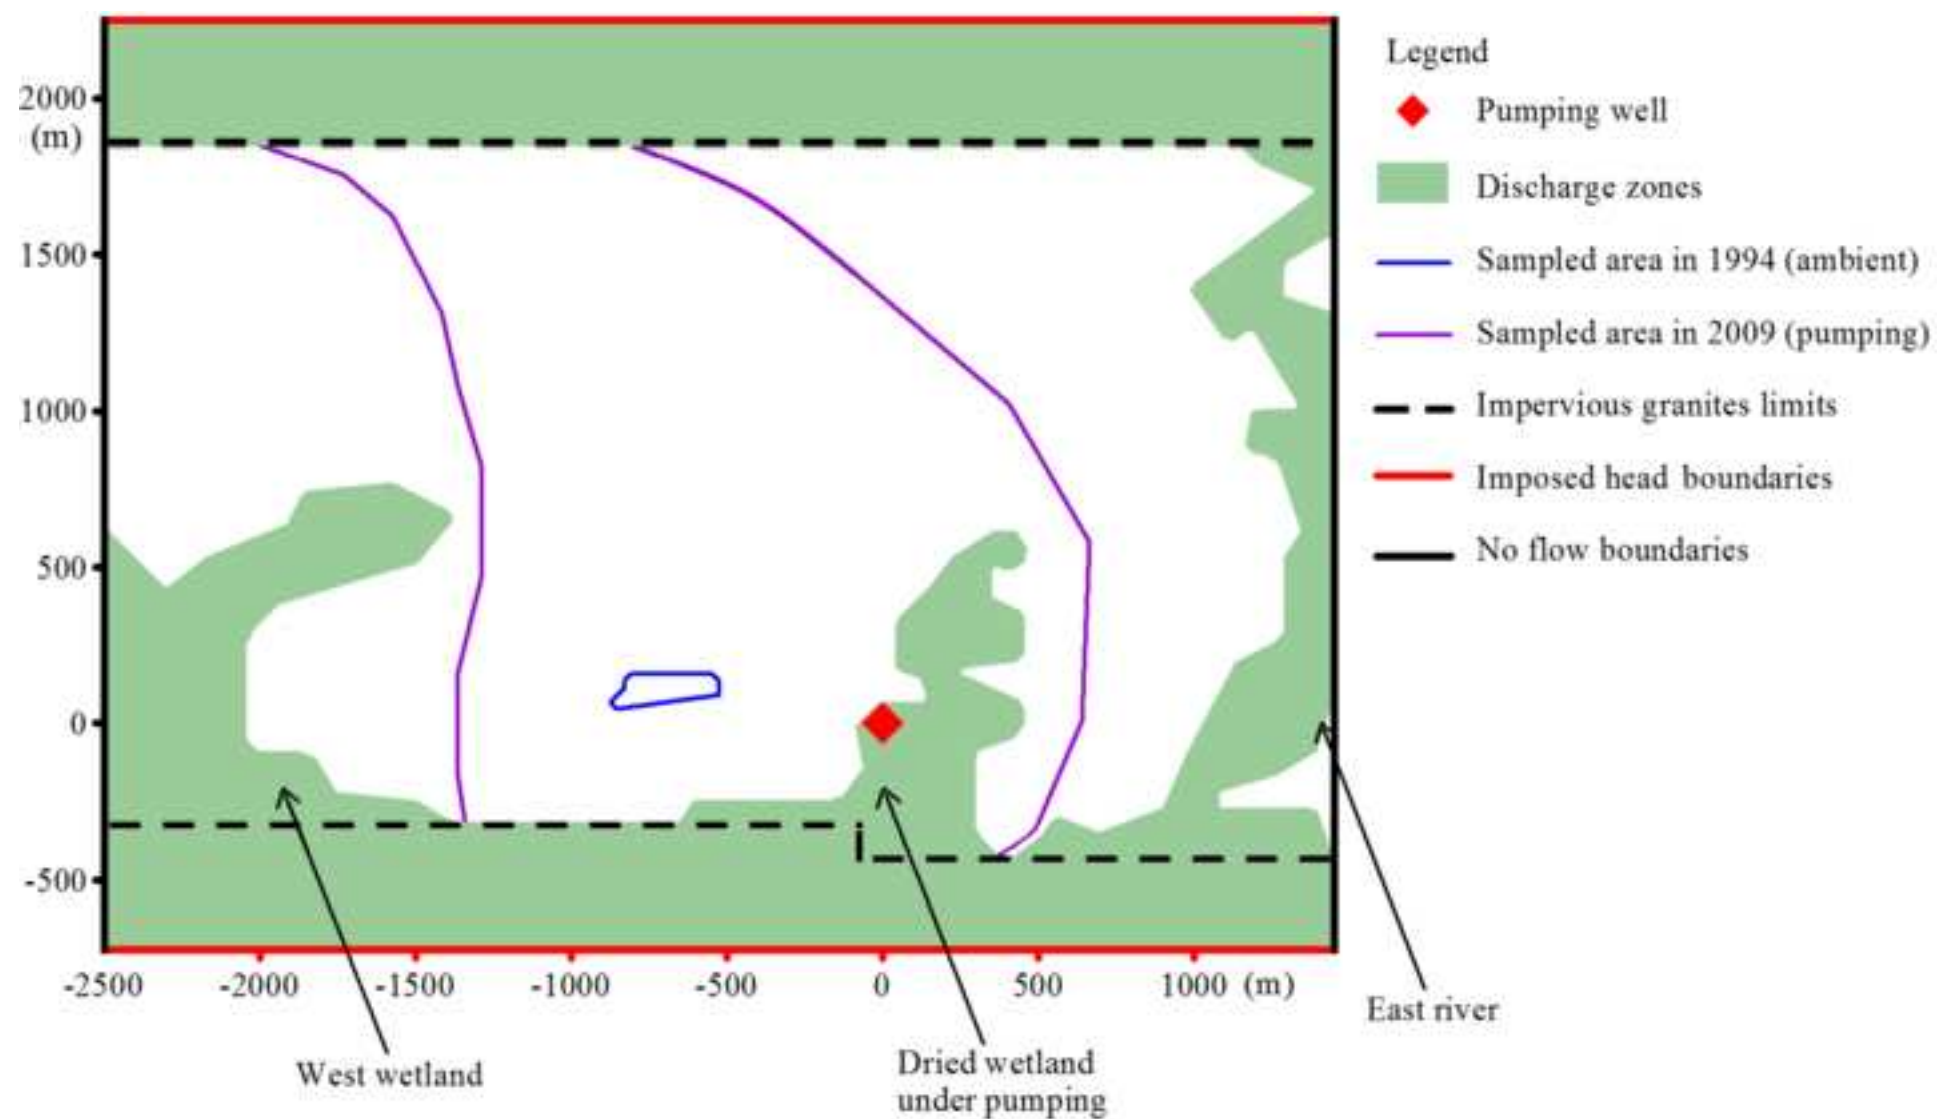 Legend
Pumping well
Discharge zones
Sampled area in 1994 (ambient)
Sampled area in 2009 (pumping)
Impervious granites limits
Imposed head boundaries
No flow boundaries
2000
(m)
1500
1000
500
0
-500
-2500 -2000 -1500 -1000 -500 0 500 1000 (m)
East river
West wetland
Dried wetland
under pumping